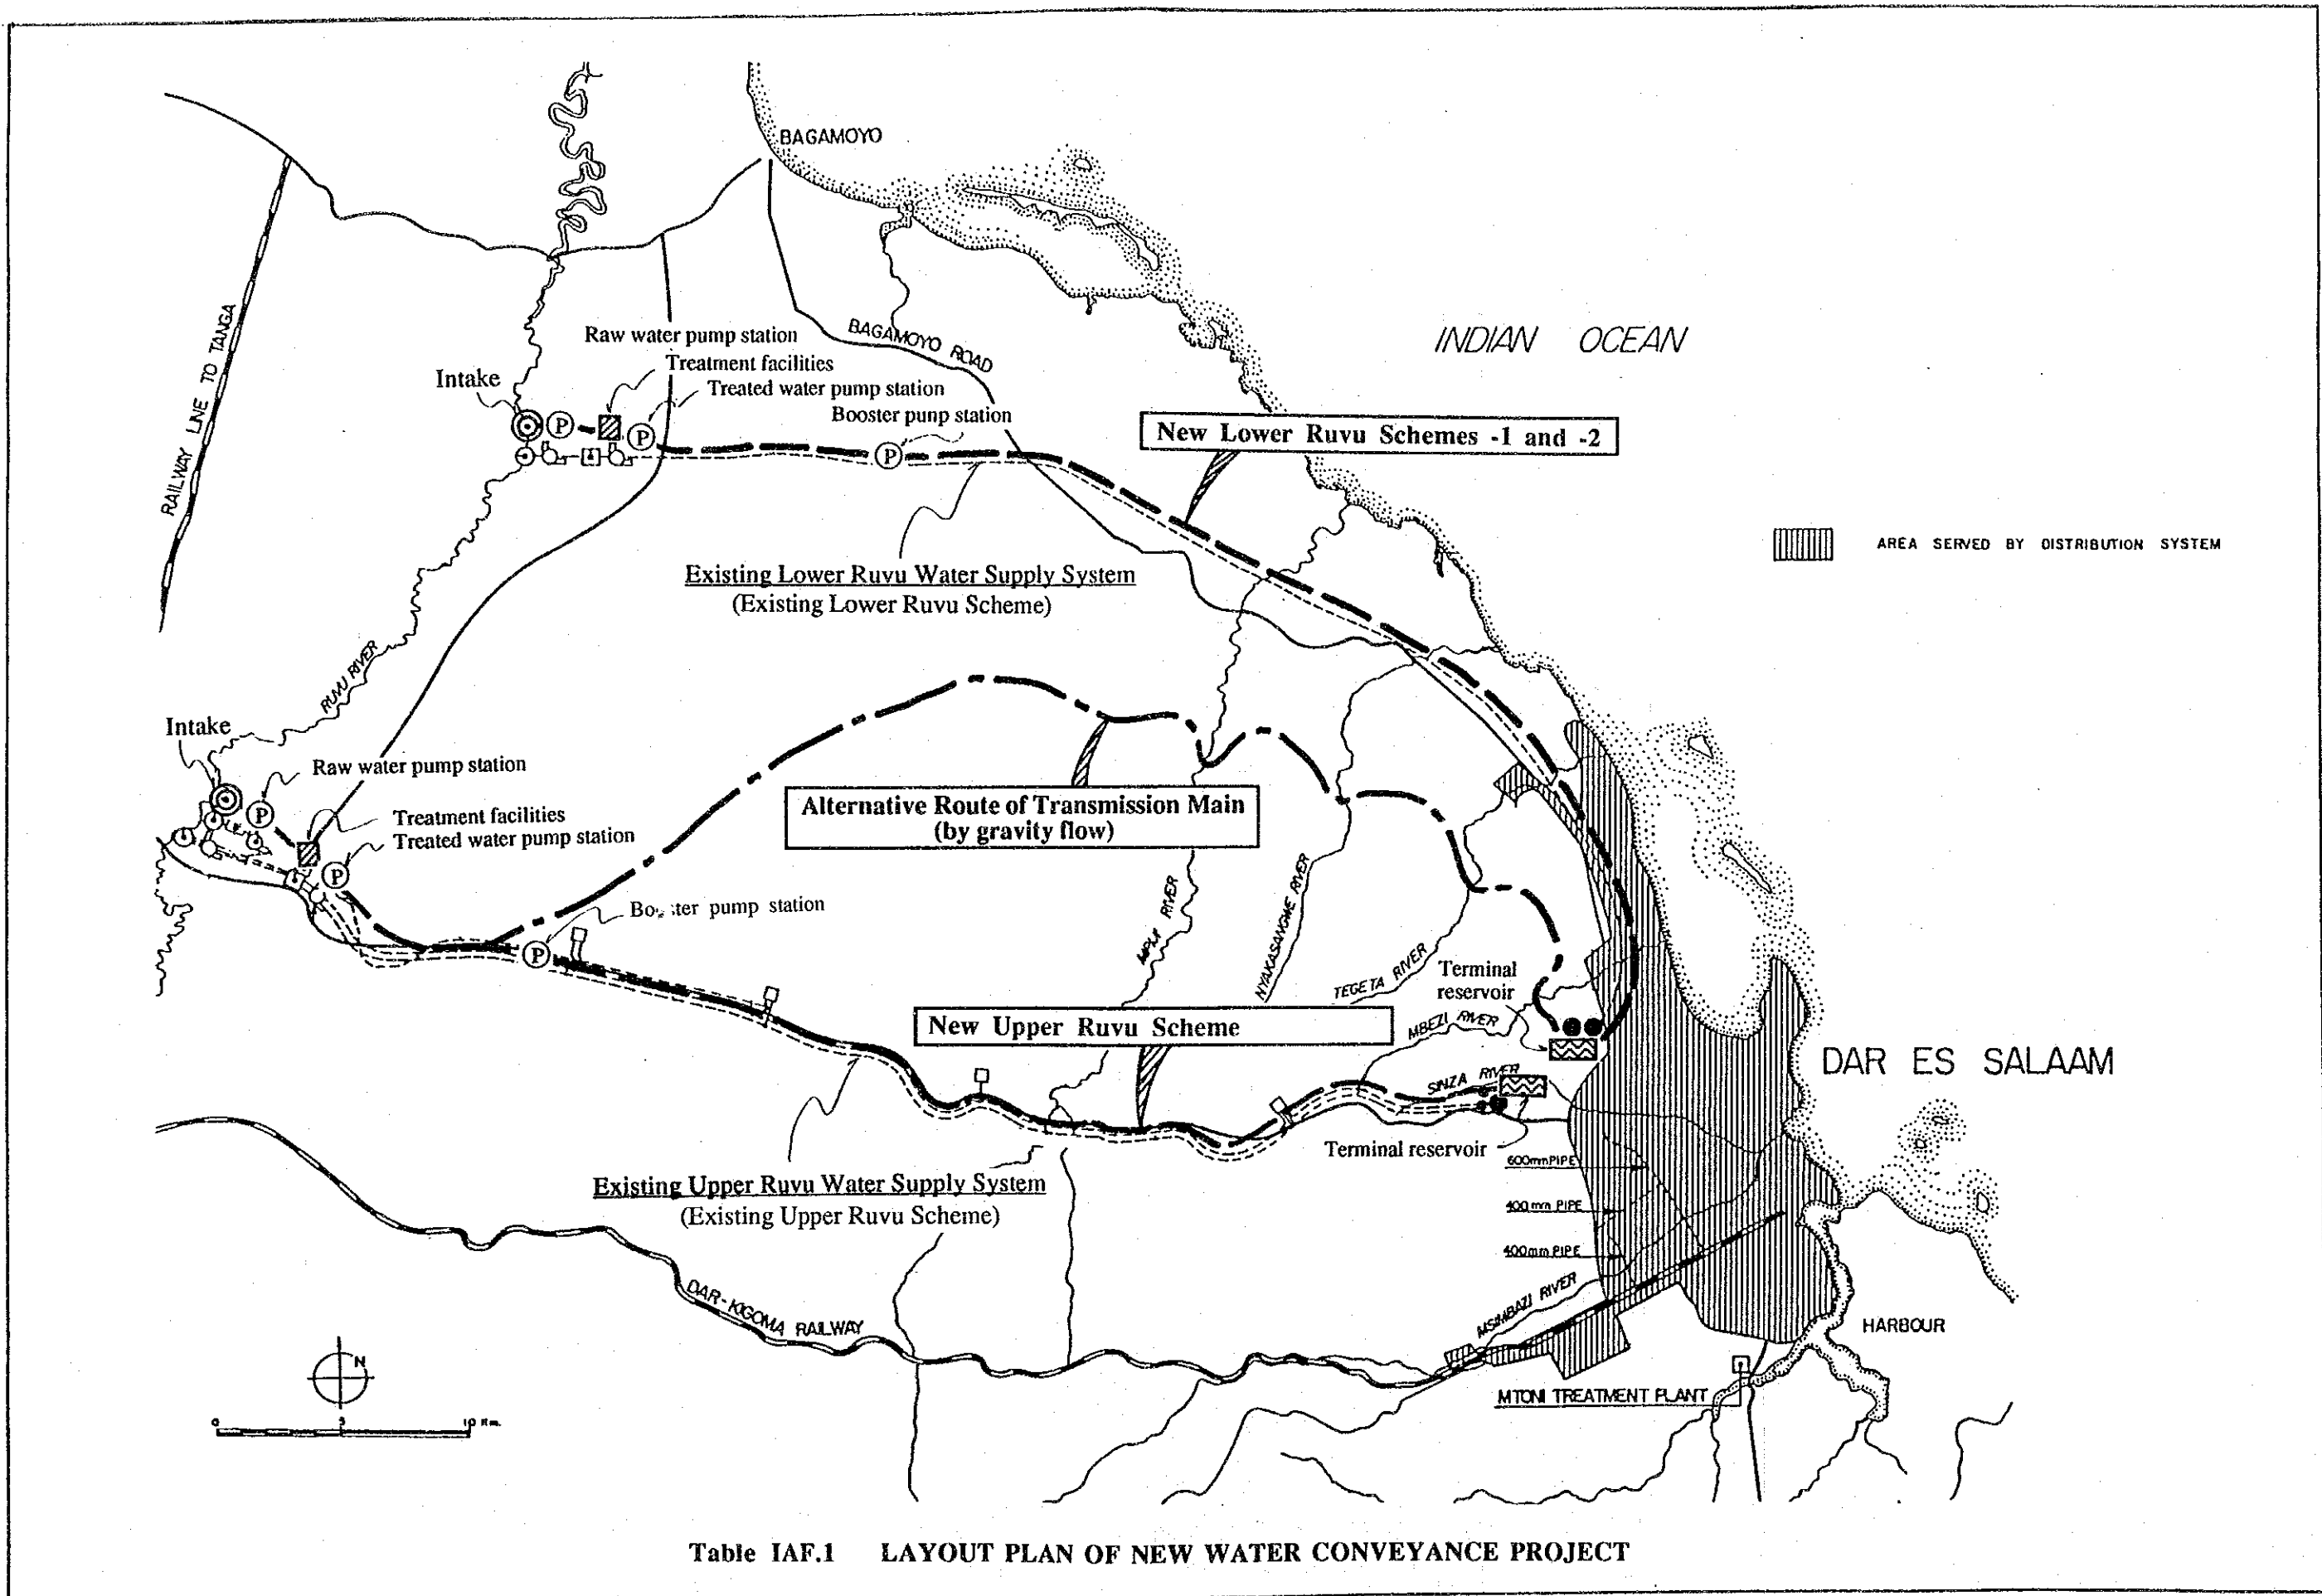 BAGAMOYO
RAILWAY LINE TO TANGA
INDIAN OCEAN
Raw water pump station
Treatment facilities
Intake
Treated water pump station
Booster punp station
BAGAMOYO ROAD
P
P
P
New Lower Ruvu Schemes -1 and -2
AREA SERVED BY DISTRIBUTION SYSTEM
Existing Lower Ruvu Water Supply System
(Existing Lower Ruvu Scheme)
RUVU RIVER
Intake
Raw water pump station
Treatment facilities
Treated water pump station
P
P
P
Alternative Route of Transmission Main
(by gravity flow)
pump station
RIVER
NYAKASANGWE RIVER
TEGETA RIVER
MBEZI RIVER
Terminal
reservoir
New Upper Ruvu Scheme
SINZA RIVER
DAR ES SALAAM
Terminal reservoir
600mm PIPE
400mm PIPE
400mm PIPE
Existing Upper Ruvu Water Supply System
(Existing Upper Ruvu Scheme)
DAR-KIGOMA RAILWAY
MSIMBAZI RIVER
HARBOUR
MTONI TREATMENT PLANT
N
0 5 10 Km.
Table IAF.1 LAYOUT PLAN OF NEW WATER CONVEYANCE PROJECT